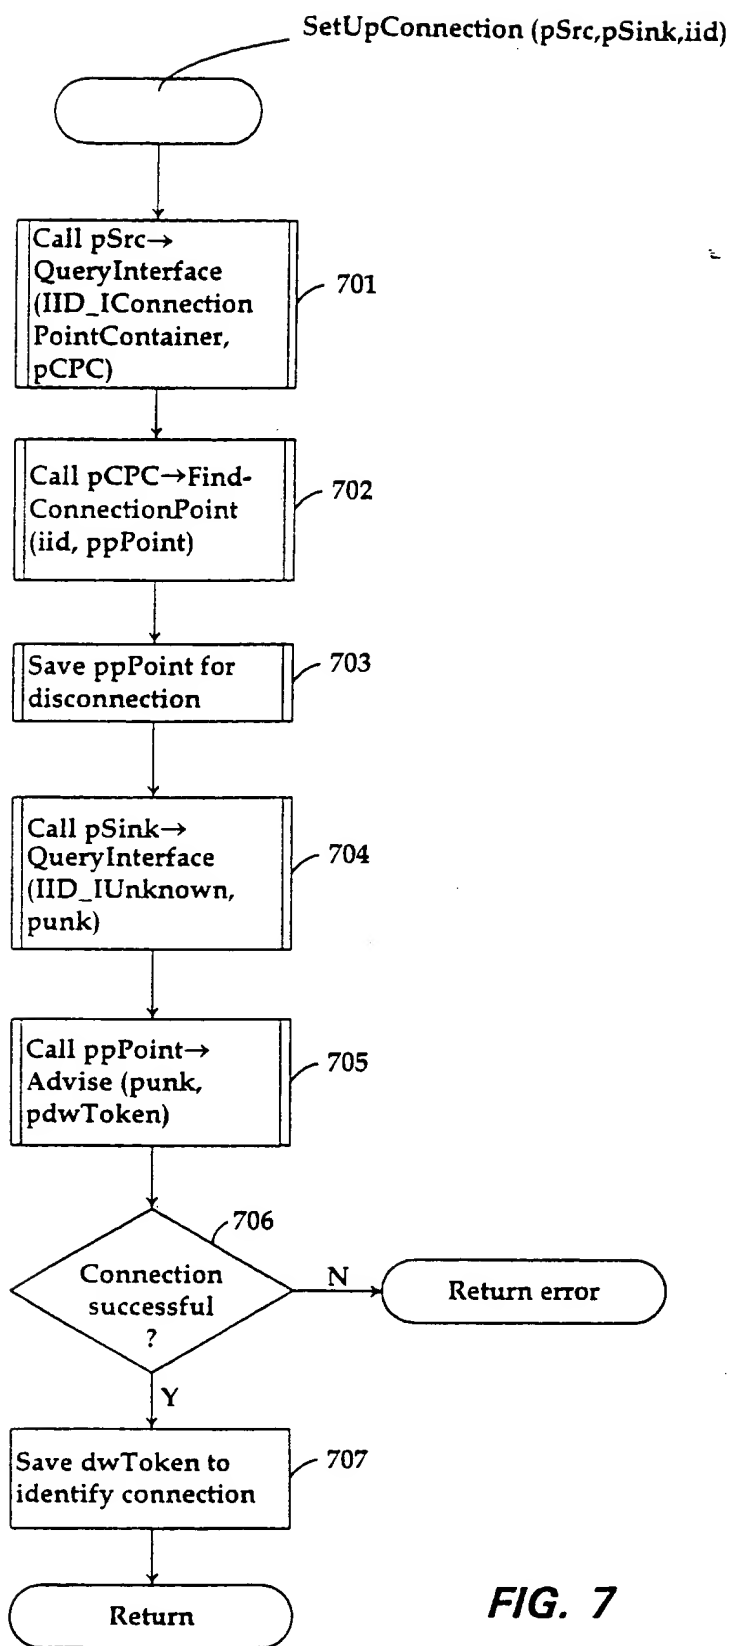 SetUpConnection (pSrc,pSink,iid)
Call pSrc→
QueryInterface
(IID_IConnection
PointContainer,
pCPC)
701
Call pCPC→Find-
ConnectionPoint
(iid, ppPoint)
702
Save ppPoint for
disconnection
703
Call pSink→
QueryInterface
(IID_IUnknown,
punk)
704
Call ppPoint→
Advise (punk,
pdwToken)
705
706
Connection
successful
?
N
Return error
Y
Save dwToken to
identify connection
707
Return
FIG. 7